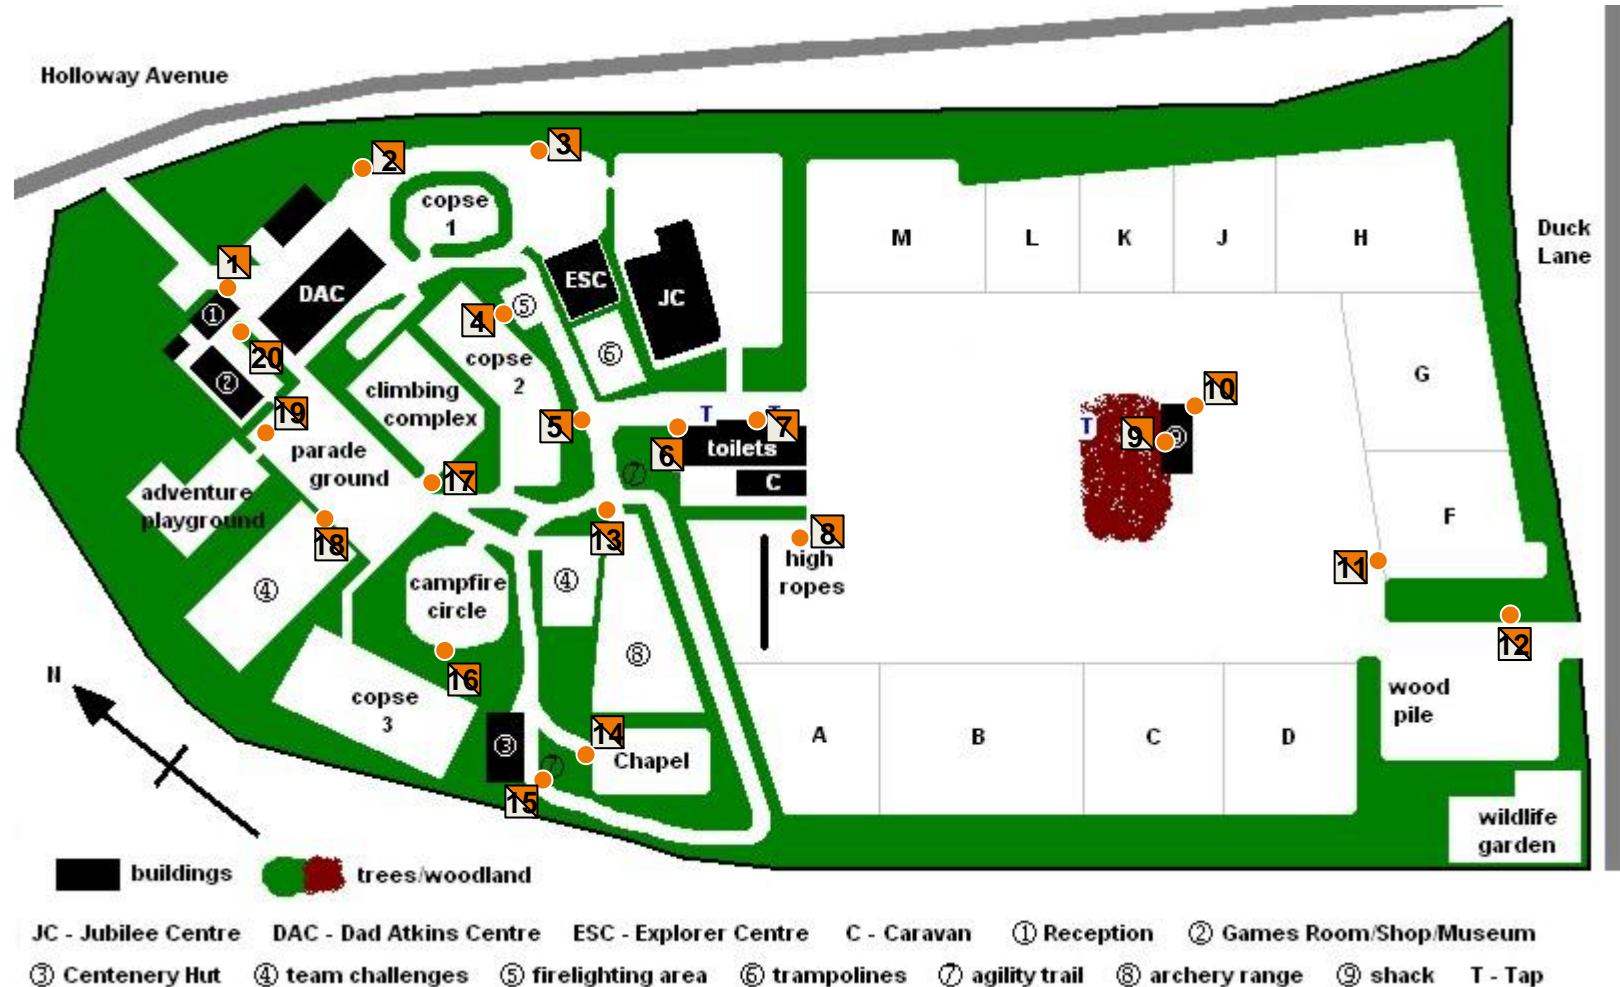 Holloway Avenue
3
2
copse
1
Duck
Lane
M
L
K
J
H
1
ESC
DAC
JC
①
4
⑤
20
copse
2
⑥
②
climbing
complex
G
10
19
5
T
T
7
T
9
⑨
6
toilets
parade
ground
17
⑦
C
adventure
playground
F
18
13
8
high
ropes
11
④
campfire
circle
④
12
N
16
⑧
copse
3
wood
pile
③
14
⑦
Chapel
A
B
C
D
15
wildlife
garden
buildings
trees/woodland
JC - Jubilee Centre DAC - Dad Atkins Centre ESC - Explorer Centre C - Caravan ① Reception ② Games Room/Shop/Museum
③ Centenery Hut ④ team challenges ⑤ firelighting area ⑥ trampolines ⑦ agility trail ⑧ archery range ⑨ shack T - Tap